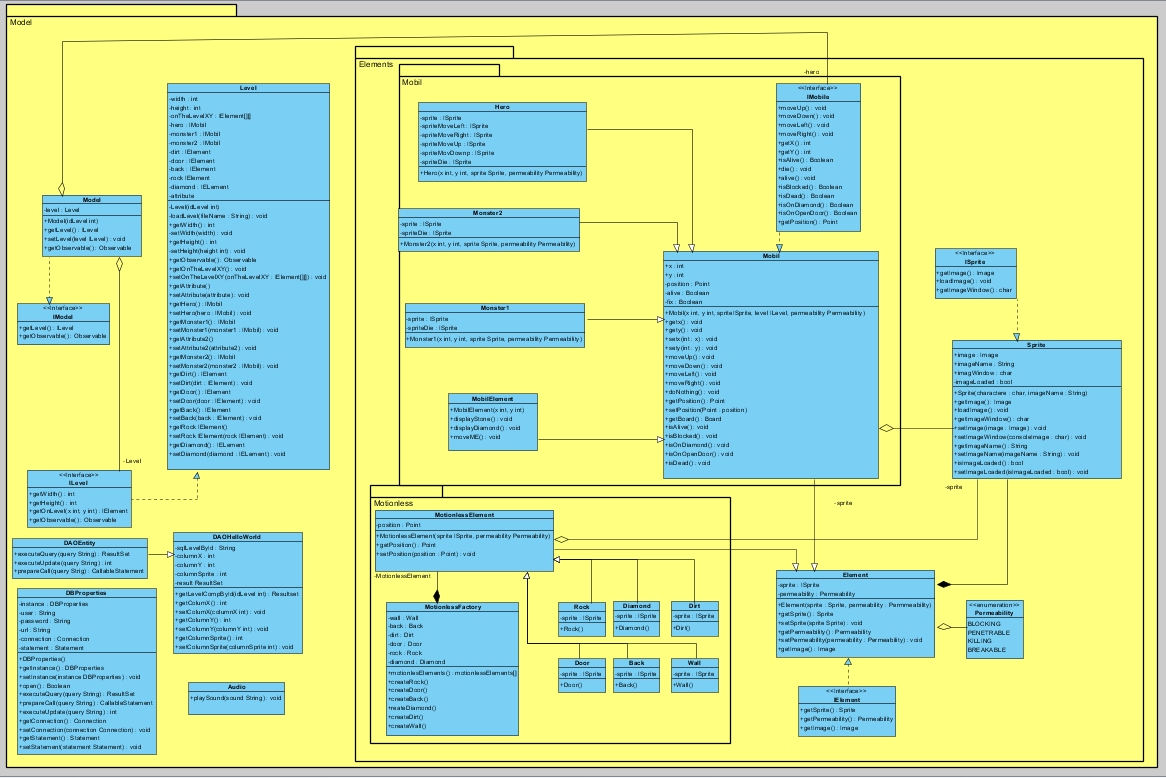 Model
Elements
Mobil
-hero
Level
-width : int
-height : int
-onTheLevelXY : IElement[][]
-hero : IMobil
-monster1 : IMobil
-monster2 : IMobil
-dirt : IElement
-door : IElement
-back : IElement
-rock IElement
-diamond : IELement
-attribute
-Level(idLevel int)
-loadLevel(fileName : String) : void
+getWidth() : int
-setWidth(width) : void
+getHeight() : int
-setHeight(height int) : void
+getObservable() : Observable
+getOnTheLevelXY() : void
+setOnTheLevelXY(onTheLevelXY : IElement[][]) : void
+getAttribute()
+setAttribute(attribute) : void
+getHero() : IMobil
+setHero(hero : IMobil) : void
+getMonster1() : IMobil
+setMonster1(monster1 : IMobil) : void
+getAttribute2()
+setAttribute2(attribute2) : void
+getMonster2() : IMobil
+setMonster2(monster2 : IMobil) : void
+getDirt() : IElement
+setDirt(dirt : IElement) : void
+getDoor() : IElement
+setDoor(door : IElement) : void
+getBack() : IElement
+setBack(back : IElement) : void
+getRock IElement()
+setRock IElement(rock IElement) : void
+getDiamond() : IELement
+setDiamond(diamond : IELement) : void
Model
-level : Level
+Model(idLevel int)
+getLevel() : ILevel
+setLevel(level ILevel) : void
+getObservable() : Observable
<<Interface>>
IModel
+getLevel() : ILevel
+getObservable() : Observable
-Level
<<Interface>>
ILevel
+getWidth() : int
+getHeight() : int
+getOnLevel(x int, y int) : IElement
+getObservable() : Observable
DAOEntity
+executeQuery(query String) : ResultSet
+executeUpdate(query String) : int
+prepareCall(query Strig) : CallableStatement
DAOHelloWorld
-sqlLevelById : String
-columnX : int
-columnY : int
-columnSprite : int
-result ResultSet
+getLevelCompById(idLevel int) : Resultset
+getColumX() : int
+setColumnX(columnX int) : void
+getColumnY() : int
+setColumnY(columnY int) : void
+getColumnSprite() : int
+setColumnSprite(columnSprite int) : void
DBProperties
-instance : DBProperties
-user : String
-password : String
-url : String
-connection : Connection
-statement : Statement
+DBProperties()
+getInstance() : DBProperties
+setInstance(instance DBProperties) : void
+open() : Boolean
+executeQuery(query String) : ResultSet
+prepareCall(query String) : CallableStatement
+executeUpdate(query String) : int
+getConnection() : Connection
+setConnection(connection Connection) : void
+getStatement() : Statement
+setStatement(statement Statement) : void
Audio
+playSound(sound String) : void
Hero
-sprite : ISprite
-spriteMoveLeft : ISprite
-spriteMoveRight : ISprite
-spriteMoveUp : ISprite
-spriteMovDownp : ISprite
-spriteDie : ISprite
+Hero(x int, y int, sprite Sprite, permeability Permeability)
Monster2
-sprite : ISprite
-spriteDie : ISprite
+Monster2(x int, y int, sprite Sprite, permeability Permeability)
Monster1
-sprite : ISprite
-spriteDie : ISprite
+Monster1(x int, y int, sprite Sprite, permeability Permeability)
MobilElement
+MobilElement(x int, y int)
+displayStone() : void
+displayDiamond() : void
+moveME() : void
<<Interface>>
IMobile
+moveUp() : void
+moveDown() : void
+moveLeft() : void
+moveRight() : void
+getX() : int
+getY() : int
+isAlive() : Boolean
+die() : void
+alive() : void
+isBlocked() : Boolean
+isDead() : Boolean
+isOnDiamond() : Boolean
+isOnOpenDoor() : Boolean
+getPosition() : Point
Mobil
+x : int
+y : int
-position : Point
-alive : Boolean
-fix : Boolean
+Mobil(x int, y int, sprite ISprite, level ILevel, permeability Permeability)
+getx() : void
+gety() : void
+setx(int : x) : void
+sety(int : y) : void
+moveUp() : void
+moveDown() : void
+moveLeft() : void
+moveRight() : void
+doNothing() : void
+getPosition() : Point
+setPosition(Point : position)
+getBoard() : Board
+isAlive() : void
+isBlocked() : void
+isOnDiamond() : void
+isOnOpenDoor() : void
+isDead() : void
<<Interface>>
ISprite
+getImage() : Image
+loadImage() : void
+getImageWindow() : char
Sprite
+image : Image
+imageName : String
+imagWindow : char
-imageLoaded : bool
+Sprite(charactere : char, imageName : String)
+getImage() : Image
+loadImage() : void
+getImageWindow() : char
+setImage(image : Image) : void
+setImageWindow(consoleImage : char) : void
+getImageName() : String
+setImageName(imageName : String) : void
+isImageLoaded() : bool
+setImageLoaded(isImageLoaded : bool) : void
-sprite
-sprite
Motionless
MotionlessElement
-position : Point
+MotionlessElement(sprite ISprite, permeability Permeability)
+getPosition() : Point
+setPosition(position : Point) : void
-MotionlessElement
MotionlessFactory
-wall : Wall
-back : Back
-dirt : Dirt
-door : Door
-rock : Rock
-diamond : Diamond
+motionlesElements() : motionlesElements[]
+createRock()
+createDoor()
+createBack()
+reateDiamond()
+createDirt()
+createWall()
Rock
-sprite : ISprite
+Rock()
Diamond
-sprite : ISprite
+Diamond()
Dirt
-sprite : ISprite
+Dirt()
Door
-sprite : ISprite
+Door()
Back
-sprite : ISprite
+Back()
Wall
-sprite : ISprite
+Wall()
Element
-sprite : ISprite
-permeability : Permeability
+Element(sprite : Sprite, permeability : Permmeability)
+getSprite() : Sprite
+setSprite(sprite Sprite) : void
+getPermeability() : Permeability
+setPermeability(permeability : Permeability) : void
+getImage() : Image
<<enumeration>>
Permeability
BLOCKING
PENETRABLE
KILLING
BREAKABLE
<<Interface>>
IElement
+getSprite() : Sprite
+getPermeability() : Permeability
+getImage() : Image